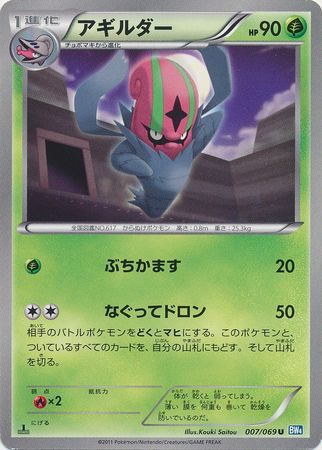 1進化 アギルダー HP90
チョボマキから進化
全国図鑑NO.617 からぬけポケモン 高さ：0.8m 重さ：25.3kg
ぶちかます 20
なぐってドロン 50
相手のバトルポケモンをどくとマヒにする。このポケモンと、
ついているすべてのカードを、自分の山札にもどす。そして山札
を切る。
弱点 抵抗力
×2
にげる
体が乾くと弱ってしまう。
薄い膜を何重も巻いて乾燥
を防いでいるのだ。
Illus.Kouki Saitou 007/069 U BW4
1
©2011 Pokémon/Nintendo/Creatures/GAME FREAK.